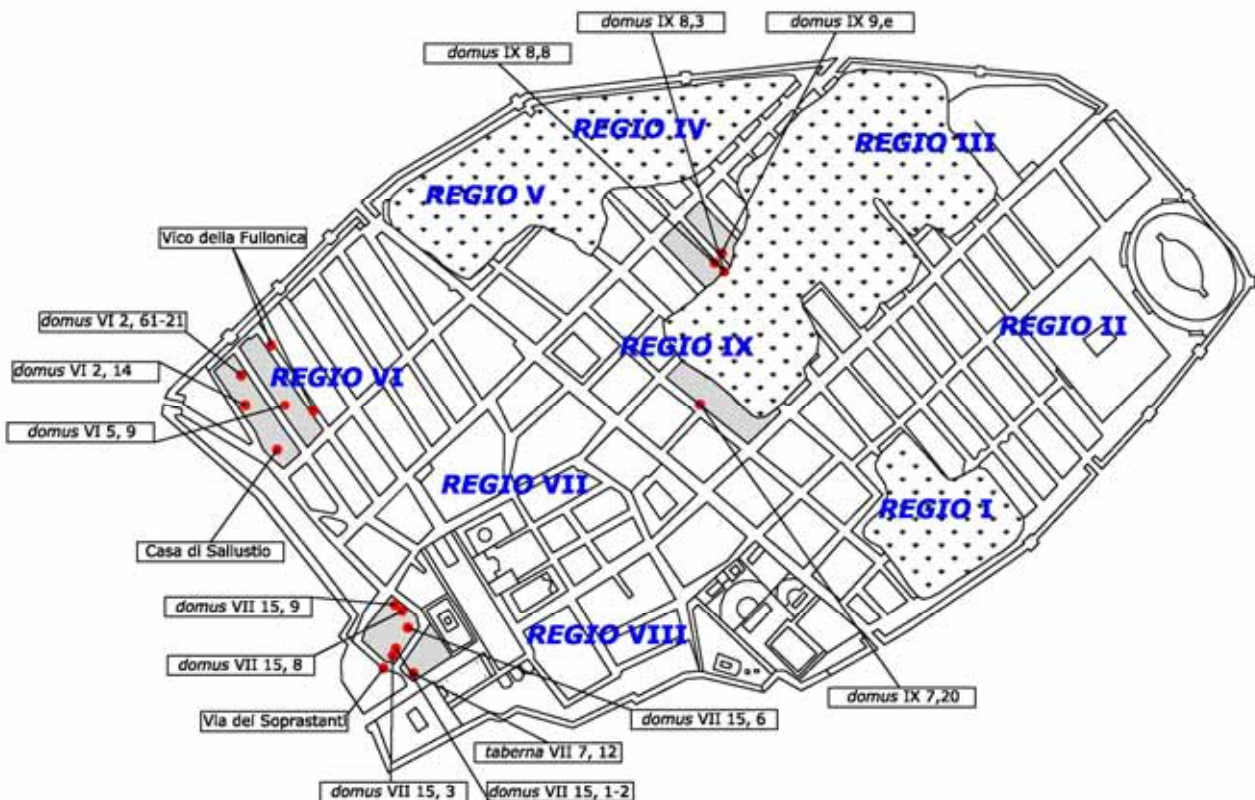 domus IX 8,3
domus IX 9,e
domus IX 8,8
REGIO IV
REGIO III
REGIO V
Vico della Fullonica
domus VI 2, 61-21
REGIO II
REGIO IX
domus VI 2, 14
REGIO VI
domus VI 5, 9
REGIO VII
REGIO I
Casa di Sallustio
domus VII 15, 9
REGIO VIII
domus VII 15, 8
domus IX 7,20
Via dei Soprastanti
domus VII 15, 6
taberna VII 7, 12
domus VII 15, 3
domus VII 15, 1-2